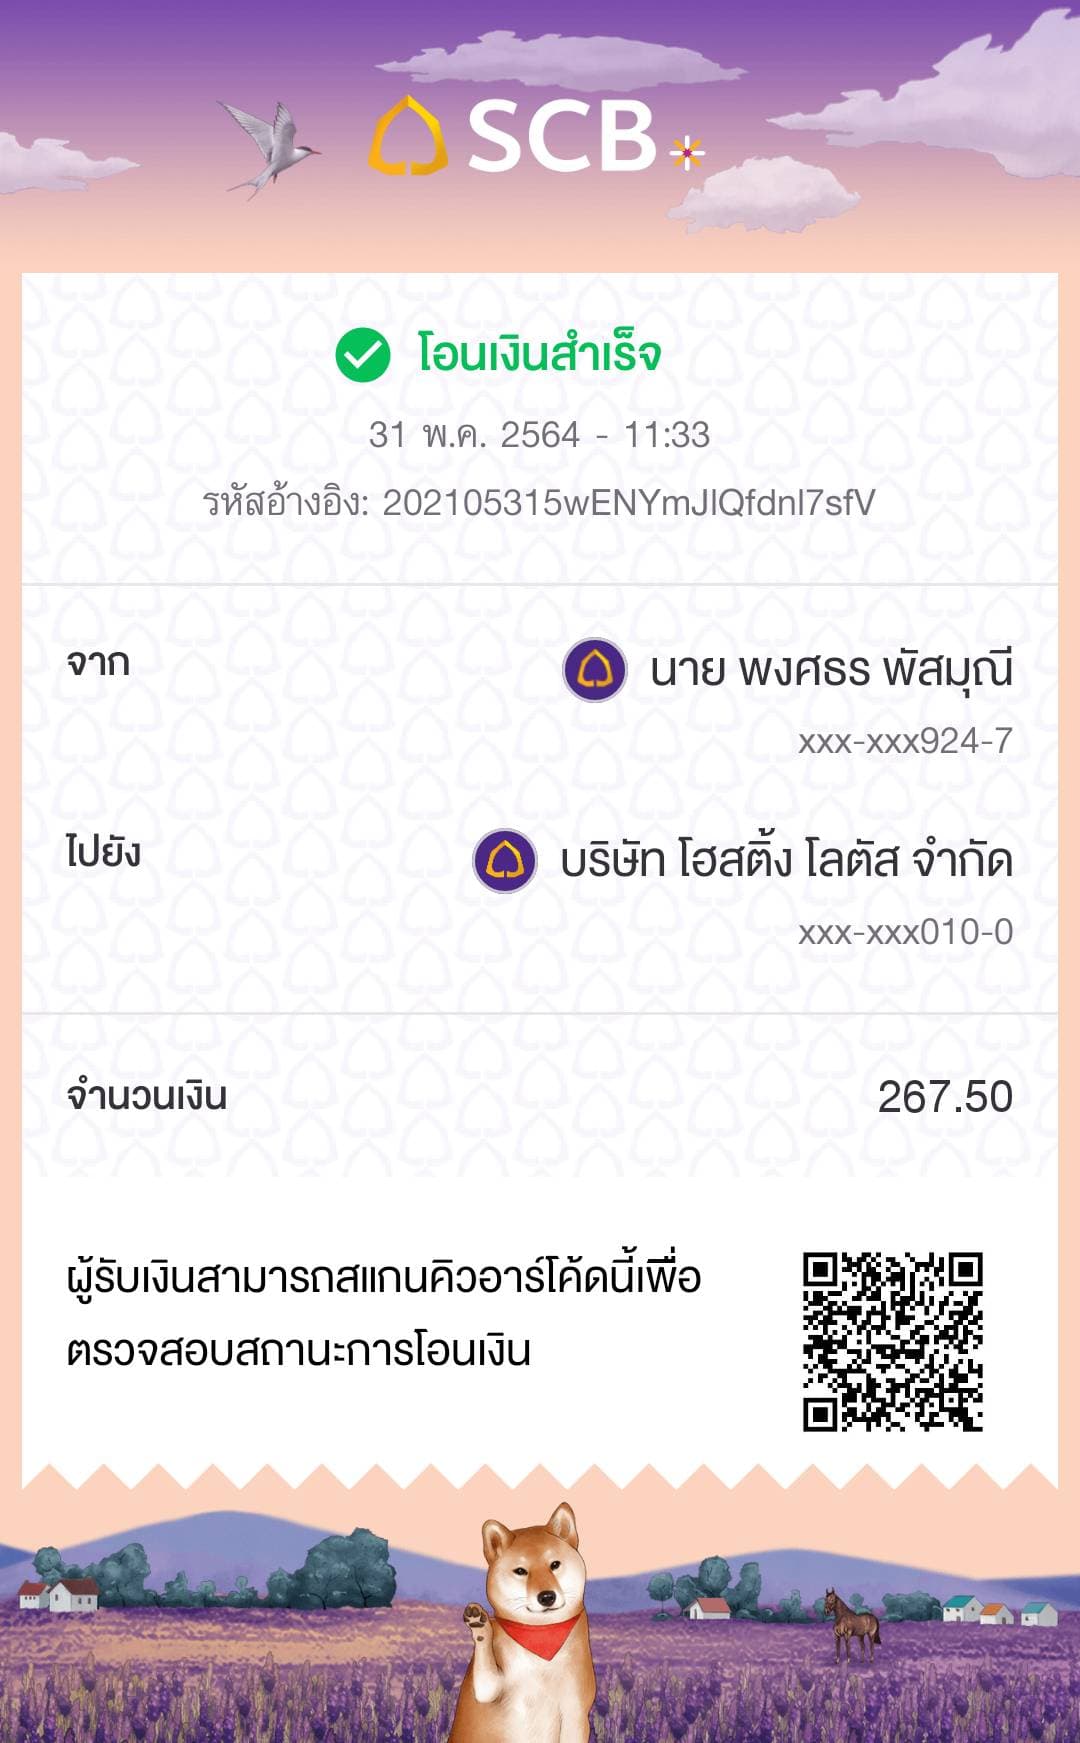 SCB
โอนเงินสำเร็จ
31 พ.ค. 2564 - 11:33
รหัสอ้างอิง: 202105315wENYmJlQfdnl7sfV
จาก
นาย พงศธร พัสมุณี
xxx-xxx924-7
ไปยัง
บริษัท โฮสติ้ง โลตัส จำกัด
xxx-xxx010-0
จำนวนเงิน
267.50
ผู้รับเงินสามารถสแกนคิวอาร์โค้ดนี้เพื่อ
ตรวจสอบสถานะการโอนเงิน